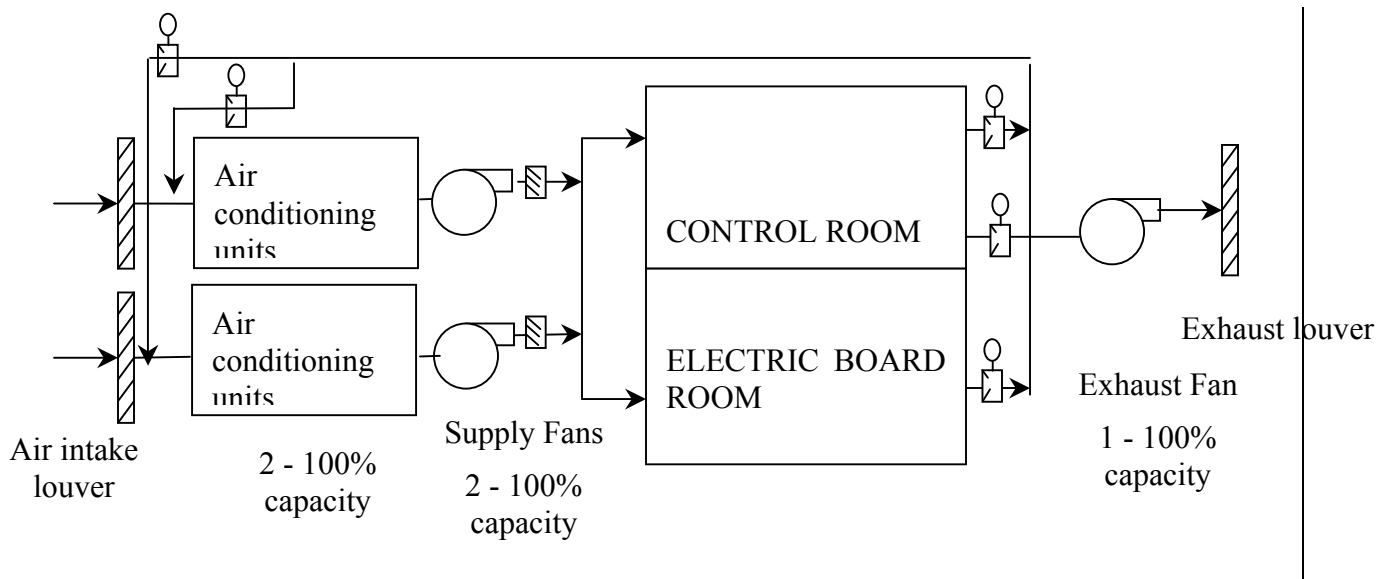 Air
conditioning
units
CONTROL ROOM
Exhaust louver
Air
conditioning
units
ELECTRIC BOARD
ROOM
Exhaust Fan
1 - 100%
capacity
Supply Fans
2 - 100%
capacity
Air intake
louver
2 - 100%
capacity